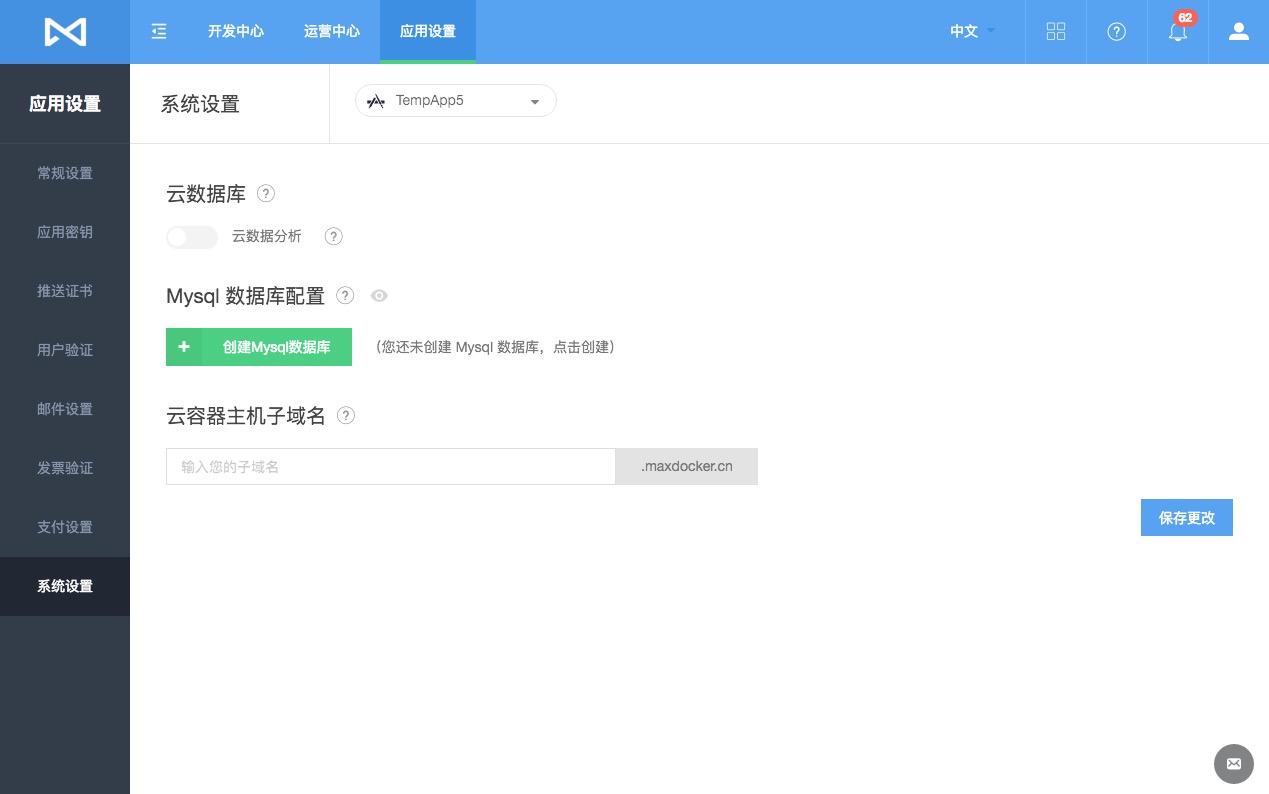 开发中心
运营中心
应用设置
中文
62
应用设置
系统设置
TempApp5
常规设置
应用密钥
推送证书
用户验证
邮件设置
发票验证
支付设置
系统设置
云数据库 ?
云数据分析 ?
Mysql 数据库配置 ?
+ 创建Mysql数据库 (您还未创建 Mysql 数据库，点击创建)
云容器主机子域名 ?
输入您的子域名 .maxdocker.cn
保存更改